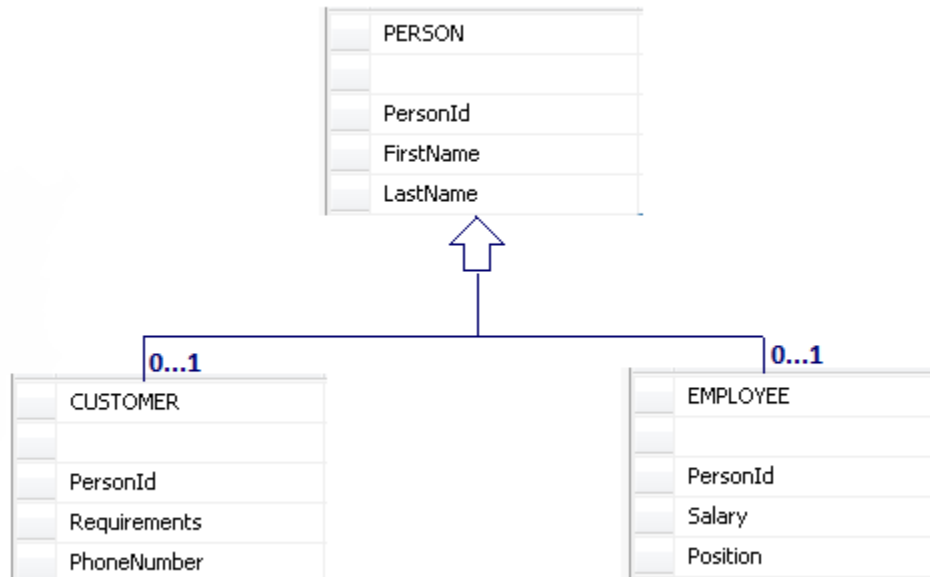 PERSON
PersonId
FirstName
LastName
0...1
0...1
CUSTOMER
PersonId
Requirements
PhoneNumber
EMPLOYEE
PersonId
Salary
Position